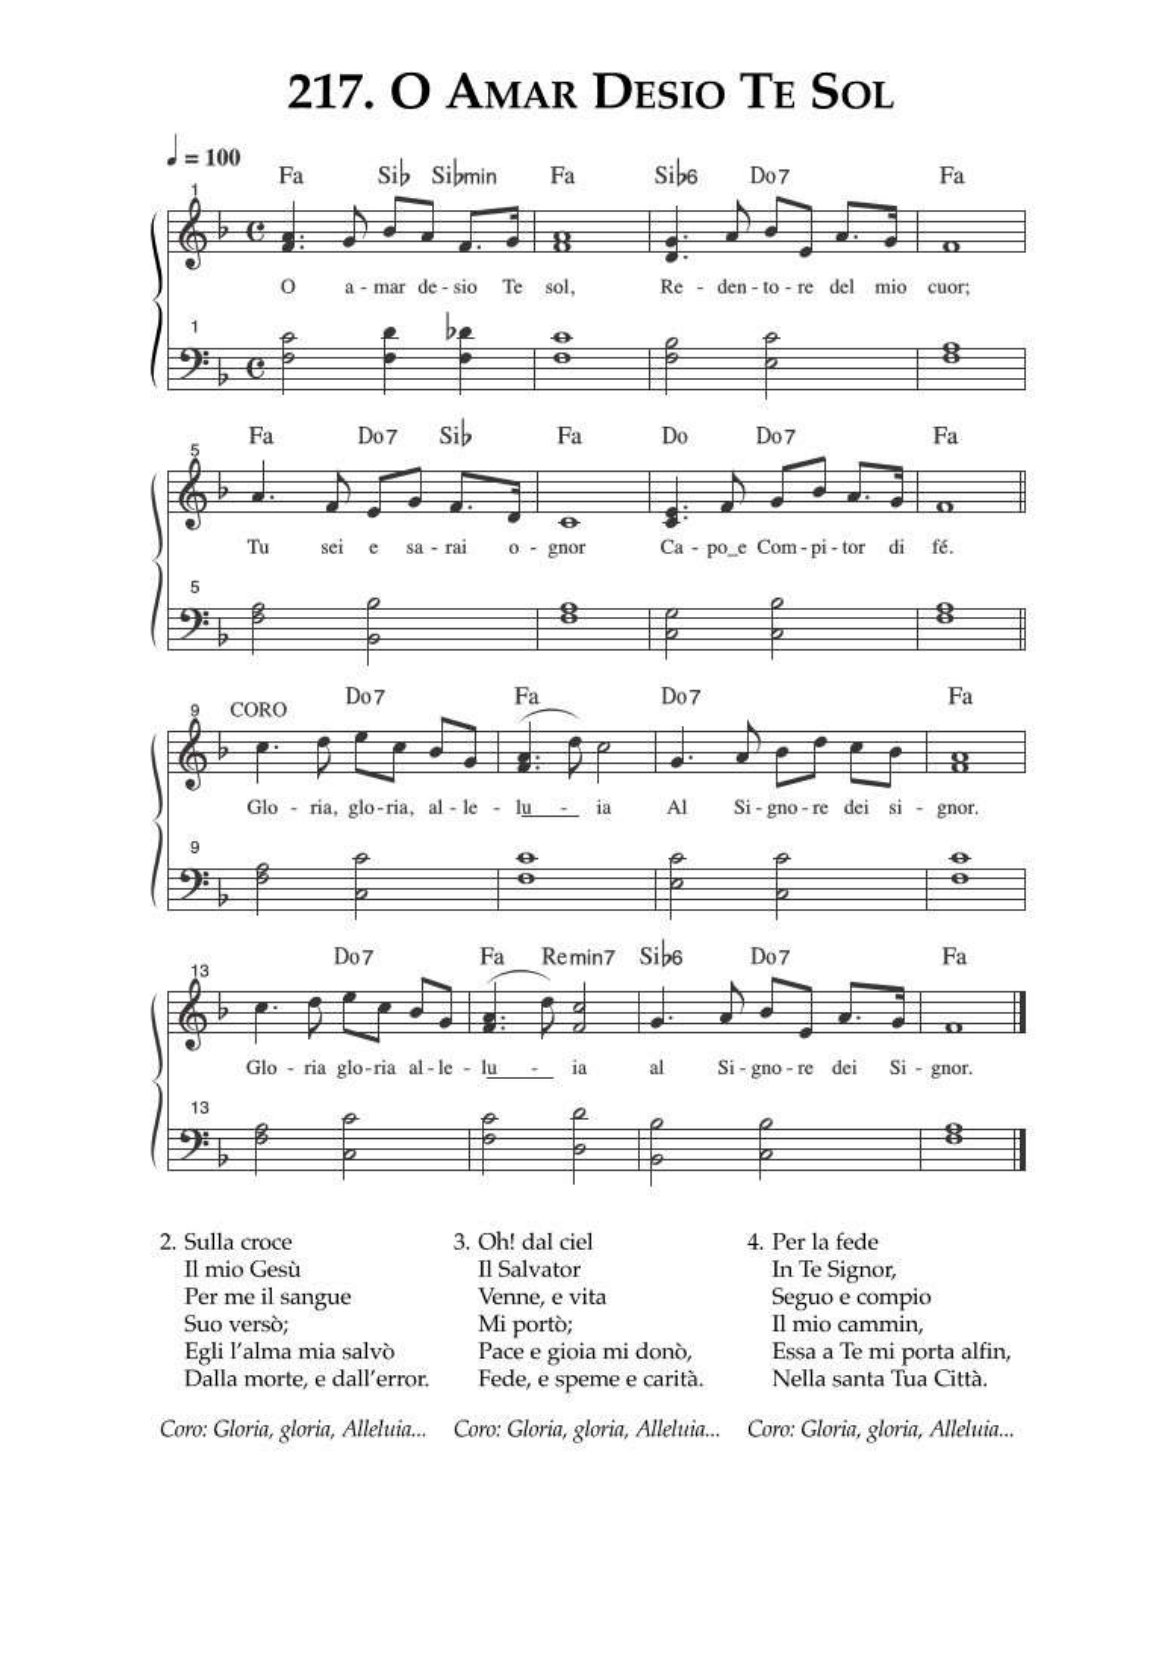 217. O Amar Desio Te Sol
♩ = 100
Fa Si♭ Si♭min Fa Si♭6 Do7 Fa
1
O a - mar de - sio Te sol, Re - den - to - re del mio cuor;
1
Fa Do7 Si♭ Fa Do Do7 Fa
5
Tu sei e sa - rai o - gnor Ca - po_e Com - pi - tor di fé.
5
Do7 Fa Do7 Fa
9 CORO
Glo - ria, glo - ria, al - le - lu - ia Al Si - gno - re dei si - gnor.
9
Do7 Fa Remin7 Si♭6 Do7 Fa
13
Glo - ria glo - ria al - le - lu - ia al Si - gno - re dei Si - gnor.
13
2. Sulla croce
Il mio Gesù
Per me il sangue
Suo versò;
Egli l'alma mia salvò
Dalla morte, e dall'error.
Coro: Gloria, gloria, Alleluia...
3. Oh! dal ciel
Il Salvator
Venne, e vita
Mi portò;
Pace e gioia mi donò,
Fede, e speme e carità.
Coro: Gloria, gloria, Alleluia...
4. Per la fede
In Te Signor,
Seguo e compio
Il mio cammin,
Essa a Te mi porta alfin,
Nella santa Tua Città.
Coro: Gloria, gloria, Alleluia...